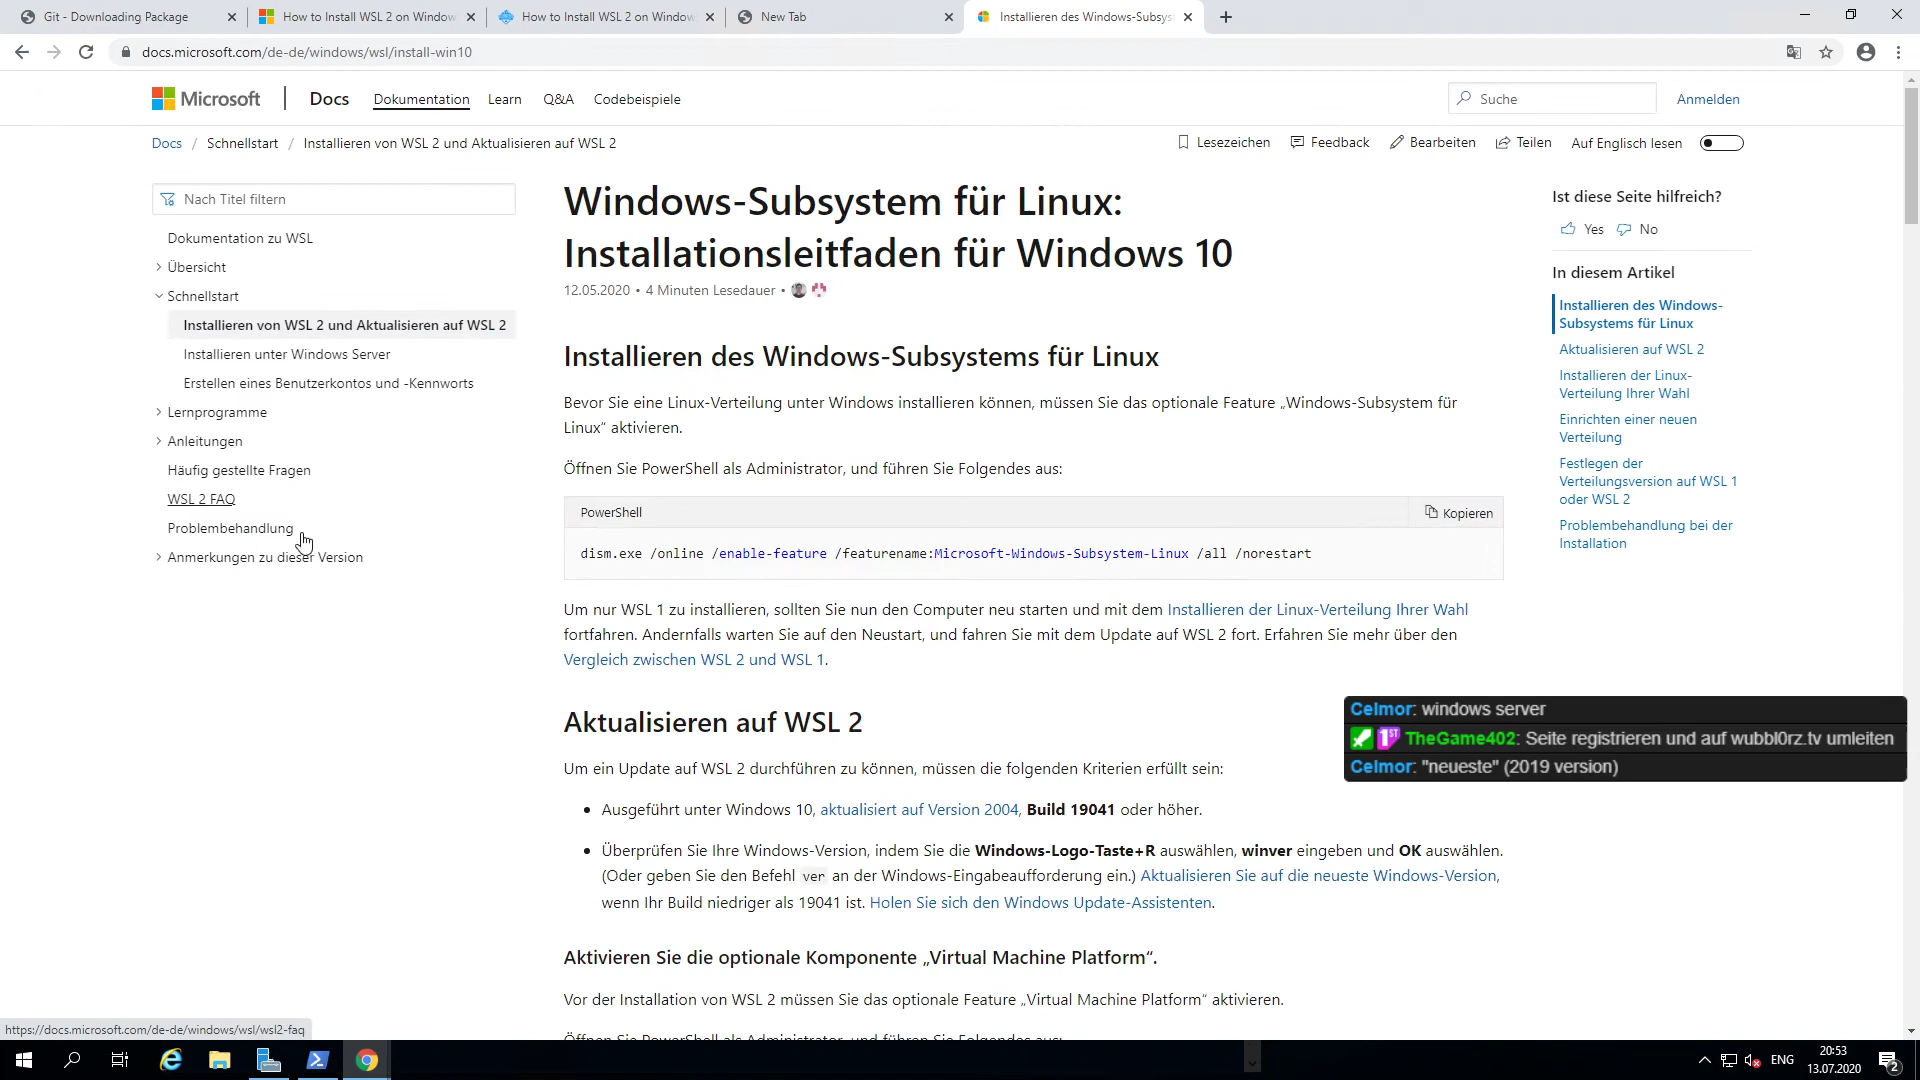 Git - Downloading Package
How to Install WSL 2 on Window
How to Install WSL 2 on Window
New Tab
Installieren des Windows-Subsys
docs.microsoft.com/de-de/windows/wsl/install-win10
Microsoft
Docs
Dokumentation
Learn
Q&A
Codebeispiele
Suche
Anmelden
Docs / Schnellstart / Installieren von WSL 2 und Aktualisieren auf WSL 2
Lesezeichen
Feedback
Bearbeiten
Teilen
Auf Englisch lesen
Nach Titel filtern
Dokumentation zu WSL
Übersicht
Schnellstart
Installieren von WSL 2 und Aktualisieren auf WSL 2
Installieren unter Windows Server
Erstellen eines Benutzerkontos und -Kennworts
Lernprogramme
Anleitungen
Häufig gestellte Fragen
WSL 2 FAQ
Problembehandlung
Anmerkungen zu dieser Version
Windows-Subsystem für Linux:
Installationsleitfaden für Windows 10
12.05.2020 • 4 Minuten Lesedauer •
Installieren des Windows-Subsystems für Linux
Bevor Sie eine Linux-Verteilung unter Windows installieren können, müssen Sie das optionale Feature „Windows-Subsystem für
Linux“ aktivieren.
Öffnen Sie PowerShell als Administrator, und führen Sie Folgendes aus:
PowerShell
Kopieren
dism.exe /online /enable-feature /featurename:Microsoft-Windows-Subsystem-Linux /all /norestart
Um nur WSL 1 zu installieren, sollten Sie nun den Computer neu starten und mit dem Installieren der Linux-Verteilung Ihrer Wahl
fortfahren. Andernfalls warten Sie auf den Neustart, und fahren Sie mit dem Update auf WSL 2 fort. Erfahren Sie mehr über den
Vergleich zwischen WSL 2 und WSL 1.
Aktualisieren auf WSL 2
Um ein Update auf WSL 2 durchführen zu können, müssen die folgenden Kriterien erfüllt sein:
• Ausgeführt unter Windows 10, aktualisiert auf Version 2004, Build 19041 oder höher.
• Überprüfen Sie Ihre Windows-Version, indem Sie die Windows-Logo-Taste+R auswählen, winver eingeben und OK auswählen.
(Oder geben Sie den Befehl ver an der Windows-Eingabeaufforderung ein.) Aktualisieren Sie auf die neueste Windows-Version,
wenn Ihr Build niedriger als 19041 ist. Holen Sie sich den Windows Update-Assistenten.
Aktivieren Sie die optionale Komponente „Virtual Machine Platform“.
Vor der Installation von WSL 2 müssen Sie das optionale Feature „Virtual Machine Platform“ aktivieren.
Öffnen Sie PowerShell als Administrator, und führen Sie Folgendes aus:
Ist diese Seite hilfreich?
Yes
No
In diesem Artikel
Installieren des Windows-
Subsystems für Linux
Aktualisieren auf WSL 2
Installieren der Linux-
Verteilung Ihrer Wahl
Einrichten einer neuen
Verteilung
Festlegen der
Verteilungsversion auf WSL 1
oder WSL 2
Problembehandlung bei der
Installation
Celmor: windows server
1ST TheGame402: Seite registrieren und auf wubbl0rz.tv umleiten
Celmor: "neueste" (2019 version)
https://docs.microsoft.com/de-de/windows/wsl/wsl2-faq
ENG
20:53
13.07.2020
2